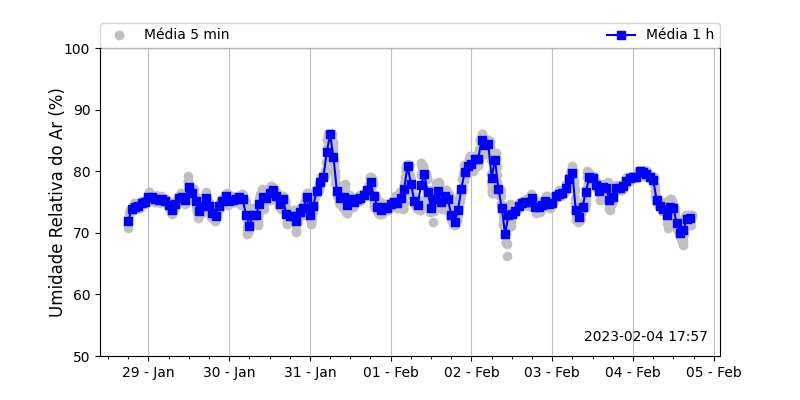 Média 5 min
Média 1 h
Umidade Relativa do Ar (%)
100
90
80
70
60
50
2023-02-04 17:57
29 - Jan
30 - Jan
31 - Jan
01 - Feb
02 - Feb
03 - Feb
04 - Feb
05 - Feb